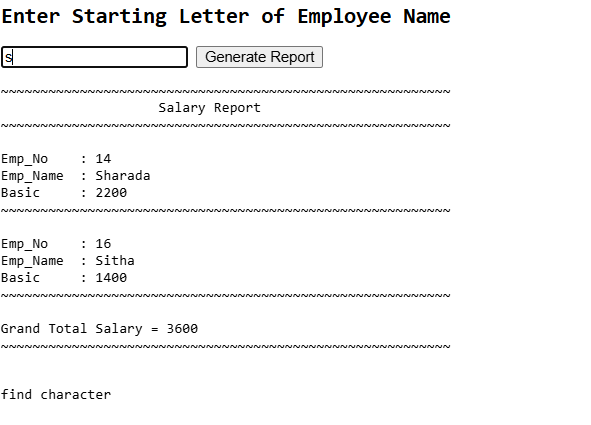 Enter Starting Letter of Employee Name
s Generate Report
~~~~~~~~~~~~~~~~~~~~~~~~~~~~~~~~~~~~~~~~~~~~~~~~~~~~~~~~~
Salary Report
~~~~~~~~~~~~~~~~~~~~~~~~~~~~~~~~~~~~~~~~~~~~~~~~~~~~~~~~~
Emp_No : 14
Emp_Name : Sharada
Basic : 2200
~~~~~~~~~~~~~~~~~~~~~~~~~~~~~~~~~~~~~~~~~~~~~~~~~~~~~~~~~
Emp_No : 16
Emp_Name : Sitha
Basic : 1400
~~~~~~~~~~~~~~~~~~~~~~~~~~~~~~~~~~~~~~~~~~~~~~~~~~~~~~~~~
Grand Total Salary = 3600
~~~~~~~~~~~~~~~~~~~~~~~~~~~~~~~~~~~~~~~~~~~~~~~~~~~~~~~~~
find character